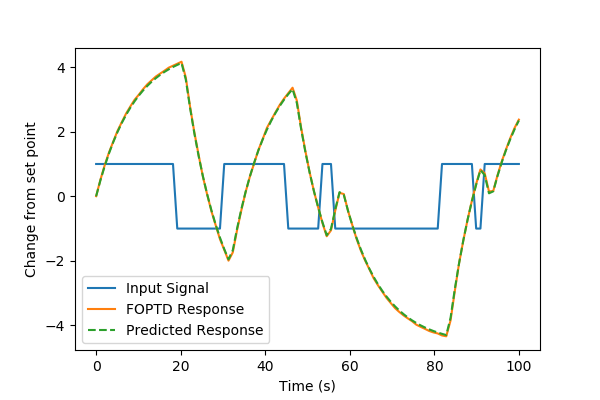 Change from set point
4
2
0
−2
−4
Input Signal
FOPTD Response
Predicted Response
0 20 40 60 80 100
Time (s)